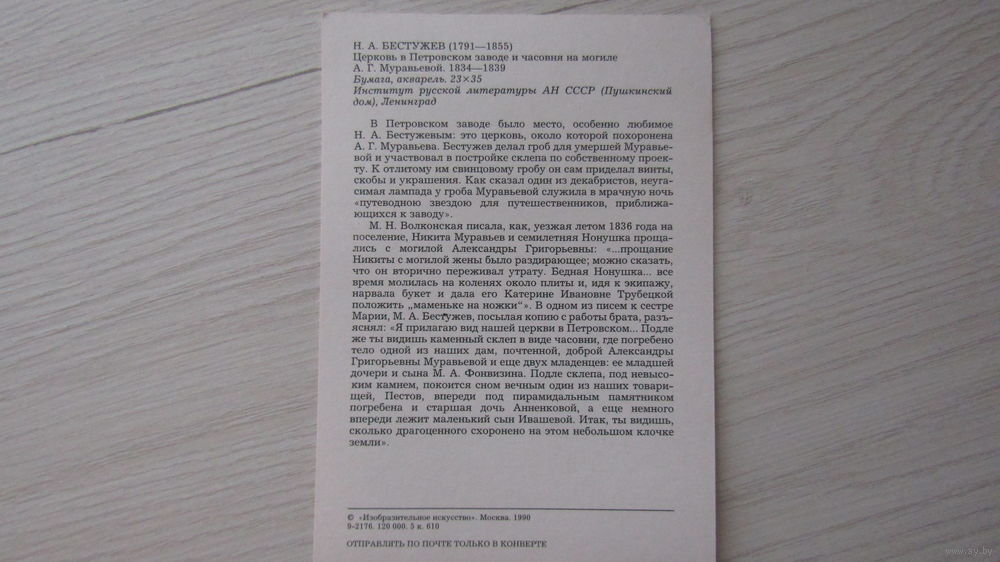 Н. А. БЕСТУЖЕВ (1791—1855)
Церковь в Петровском заводе и часовня на могиле
А. Г. Муравьевой. 1834—1839
Бумага, акварель. 23×35
Институт русской литературы АН СССР (Пушкинский
дом), Ленинград
В Петровском заводе было место, особенно любимое
Н. А. Бестужевым: это церковь, около которой похоронена
А. Г. Муравьева. Бестужев делал гроб для умершей Муравье-
вой и участвовал в постройке склепа по собственному проек-
ту. К отлитому им свинцовому гробу он сам приделал винты,
скобы и украшения. Как сказал один из декабристов, неуга-
симая лампада у гроба Муравьевой служила в мрачную ночь
«путеводною звездою для путешественников, приближа-
ющихся к заводу».
М. Н. Волконская писала, как, уезжая летом 1836 года на
поселение, Никита Муравьев и семилетняя Нонушка проща-
лись с могилой Александры Григорьевны: «...прощание
Никиты с могилой жены было раздирающее; можно сказать,
что он вторично переживал утрату. Бедная Нонушка... все
время молилась на коленях около плиты и, идя к экипажу,
нарвала букет и дала его Катерине Ивановне Трубецкой
положить „маменьке на ножки“». В одном из писем к сестре
Марии, М. А. Бестужев, посылая копию с работы брата, разъ-
яснял: «Я прилагаю вид нашей церкви в Петровском... Подле
же ты видишь каменный склеп в виде часовни, где погребено
тело одной из наших дам, почтенной, доброй Александры
Григорьевны Муравьевой и еще двух младенцев: ее младшей
дочери и сына М. А. Фонвизина. Подле склепа, под невысо-
ким камнем, покоится сном вечным один из наших товари-
щей, Пестов, впереди под пирамидальным памятником
погребена и старшая дочь Анненковой, а еще немного
впереди лежит маленький сын Ивашевой. Итак, ты видишь,
сколько драгоценного схоронено на этом небольшом клочке
земли».
© «Изобразительное искусство». Москва. 1990
9-2176. 120 000. 5 к. 610
ОТПРАВЛЯТЬ ПО ПОЧТЕ ТОЛЬКО В КОНВЕРТЕ
www.ay.by